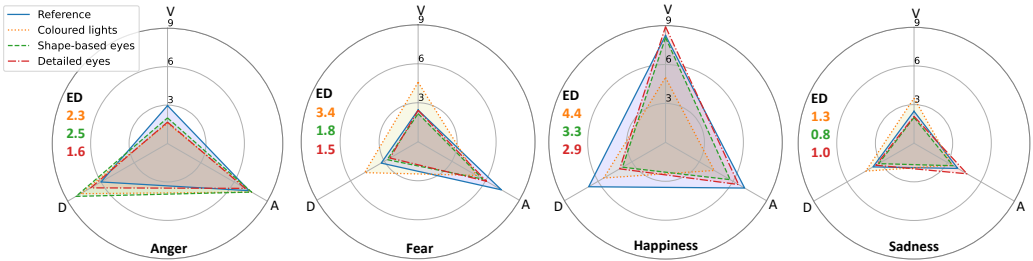 Reference
Coloured lights
Shape-based eyes
Detailed eyes
V
9
6
3
ED
2.3
2.5
1.6
D
A
Anger
V
9
6
3
ED
3.4
1.8
1.5
D
A
Fear
V
9
6
3
ED
4.4
3.3
2.9
D
A
Happiness
V
9
6
3
ED
1.3
0.8
1.0
D
A
Sadness